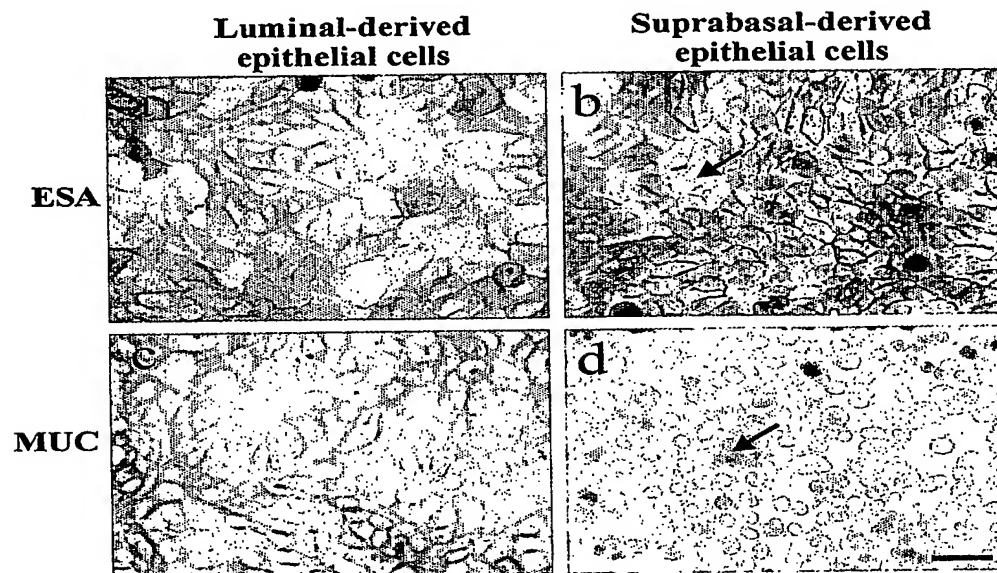 Luminal-derived
epithelial cells
Suprabasal-derived
epithelial cells
ESA
a
b
MUC
c
d